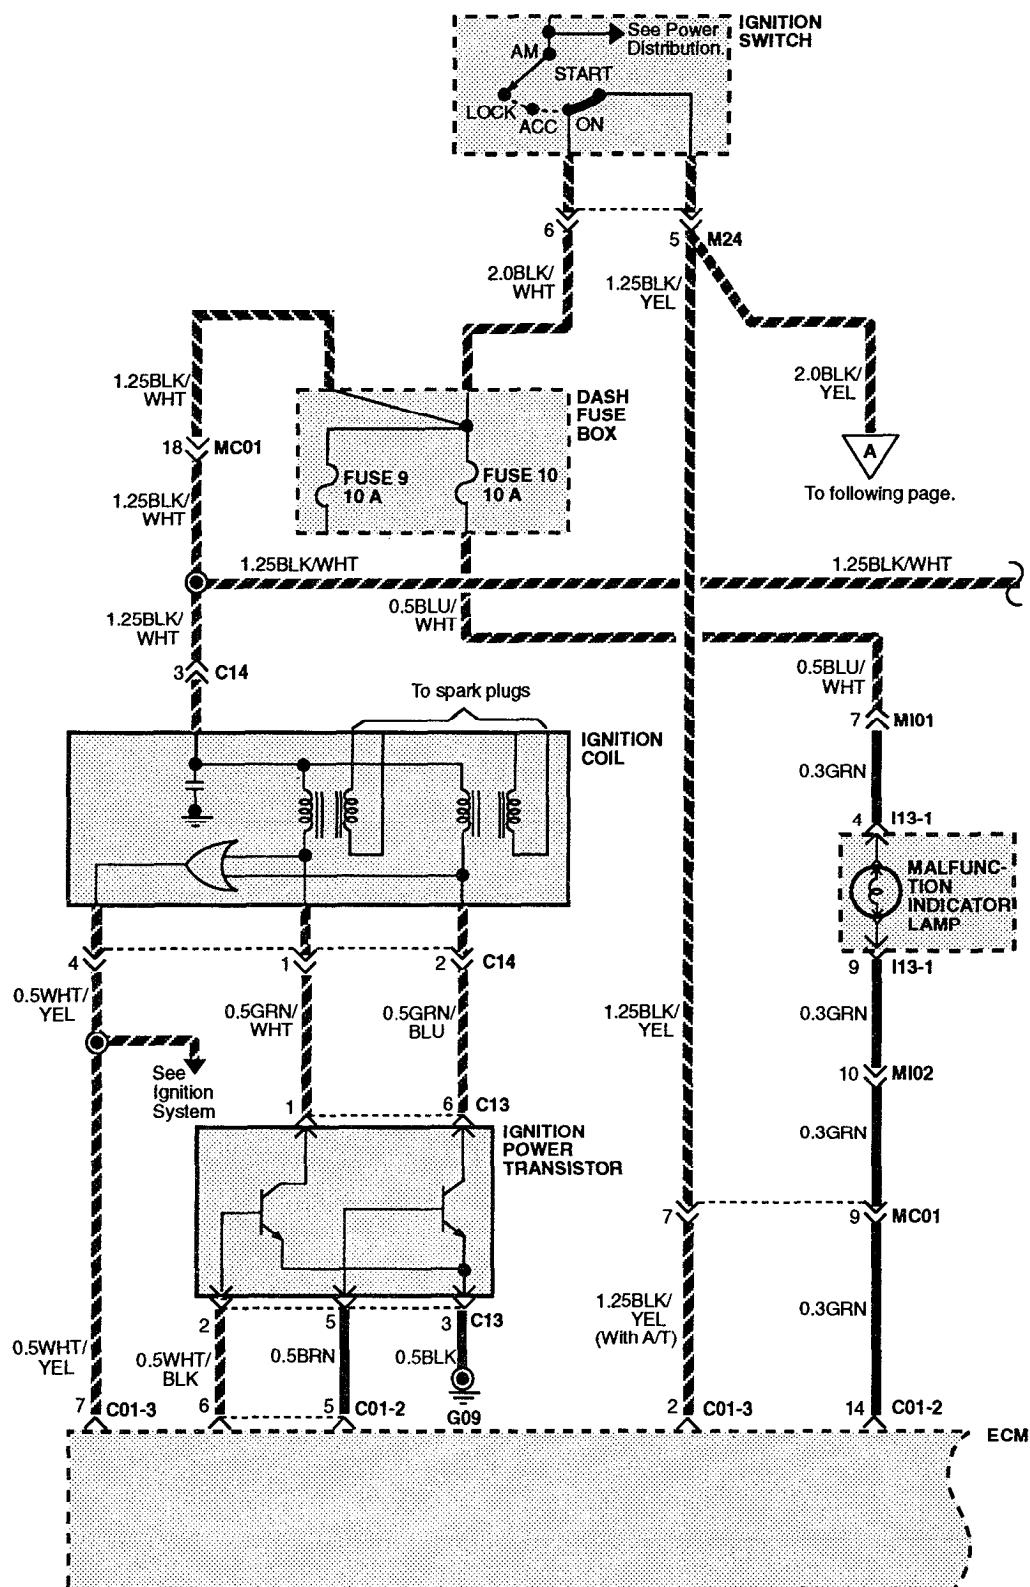 IGNITION
SWITCH
See Power
Distribution.
AM
START
LOCK
ACC
ON
6
5
M24
2.0BLK/
WHT
1.25BLK/
YEL
1.25BLK/
WHT
2.0BLK/
YEL
DASH
FUSE
BOX
18
MC01
A
FUSE 9
10 A
FUSE 10
10 A
To following page.
1.25BLK/
WHT
1.25BLK/WHT
1.25BLK/WHT
0.5BLU/
WHT
1.25BLK/
WHT
3
C14
0.5BLU/
WHT
To spark plugs
7
MI01
IGNITION
COIL
0.3GRN
4
I13-1
MALFUNC-
TION
INDICATOR
LAMP
4
1
2
C14
9
I13-1
0.5WHT/
YEL
0.5GRN/
WHT
0.5GRN/
BLU
1.25BLK/
YEL
0.3GRN
See
Ignition
System
10
MI02
1
6
C13
IGNITION
POWER
TRANSISTOR
0.3GRN
7
9
MC01
2
5
3
C13
1.25BLK/
YEL
(With A/T)
0.3GRN
0.5WHT/
YEL
0.5WHT/
BLK
0.5BRN
0.5BLK
7
C01-3
6
5
C01-2
G09
2
C01-3
14
C01-2
ECM